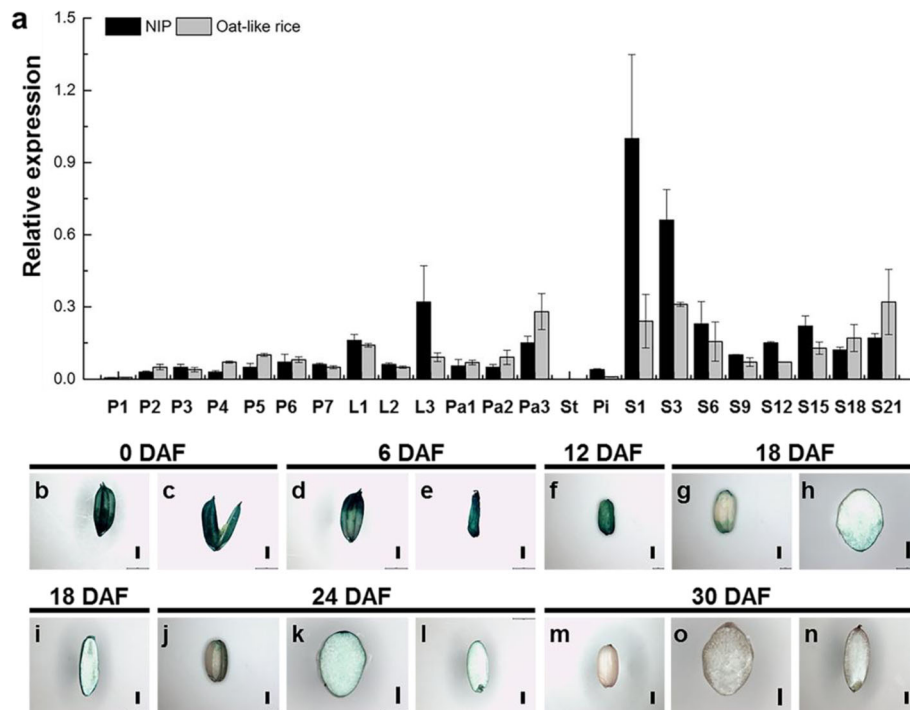 a
NIP Oat-like rice
Relative expression
1.5
1.2
0.9
0.6
0.3
0.0
P1 P2 P3 P4 P5 P6 P7 L1 L2 L3 Pa1 Pa2 Pa3 St Pi S1 S3 S6 S9 S12 S15 S18 S21
0 DAF 6 DAF 12 DAF 18 DAF
b c d e f g h
18 DAF 24 DAF 30 DAF
i j k l m o n